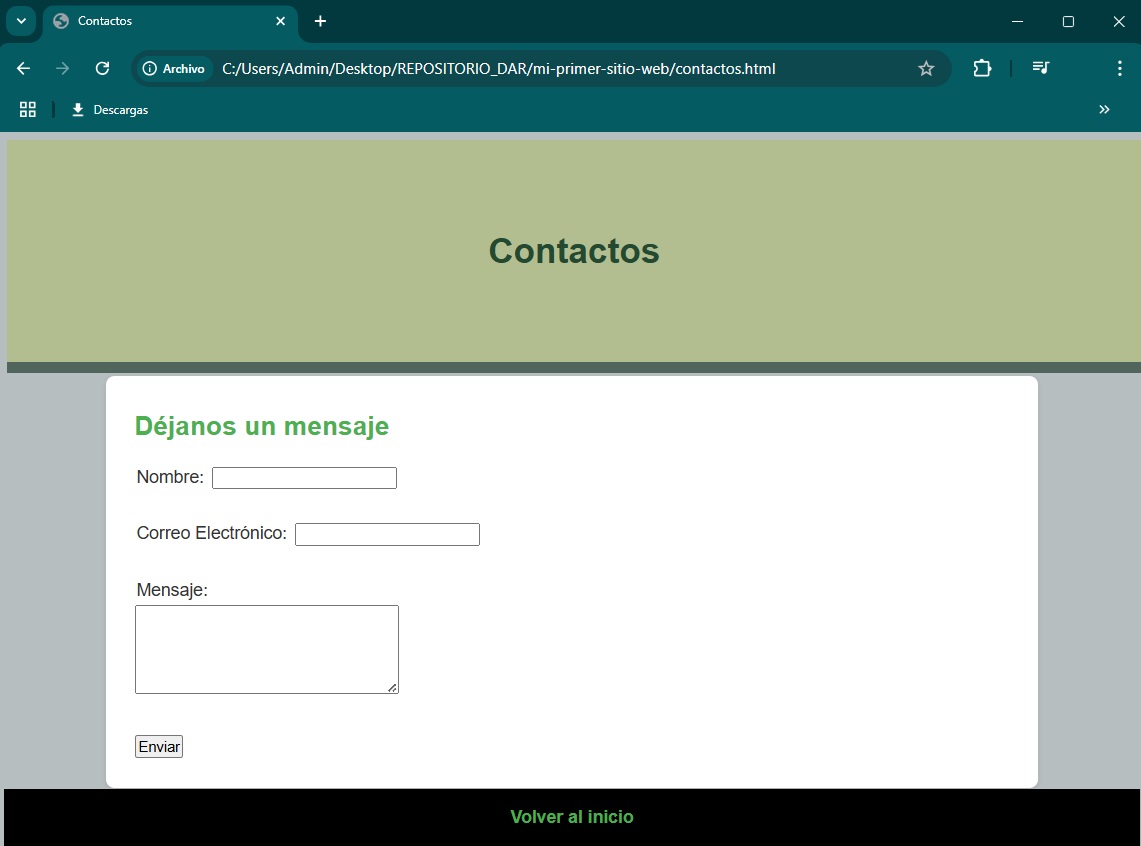 Contactos
Archivo C:/Users/Admin/Desktop/REPOSITORIO_DAR/mi-primer-sitio-web/contactos.html
Descargas
Contactos
Déjanos un mensaje
Nombre:
Correo Electrónico:
Mensaje:
Enviar
Volver al inicio